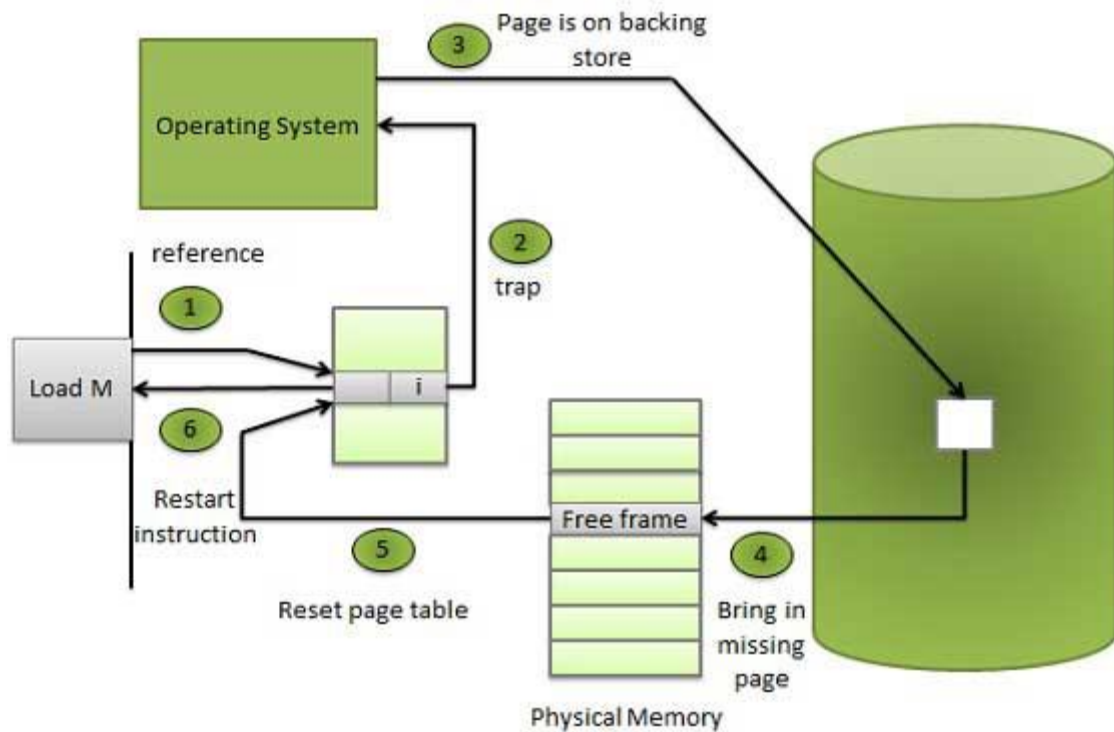 3
Page is on backing
store
Operating System
reference
2
trap
1
Load M
i
6
Restart
instruction
Free frame
5
4
Reset page table
Bring in
missing
page
Physical Memory